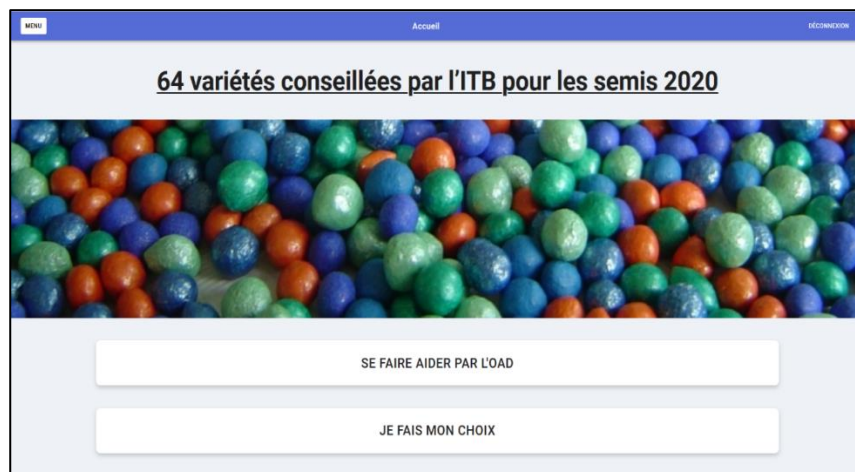 MENU
Accueil
DÉCONNEXION
64 variétés conseillées par l’ITB pour les semis 2020
SE FAIRE AIDER PAR L'OAD
JE FAIS MON CHOIX